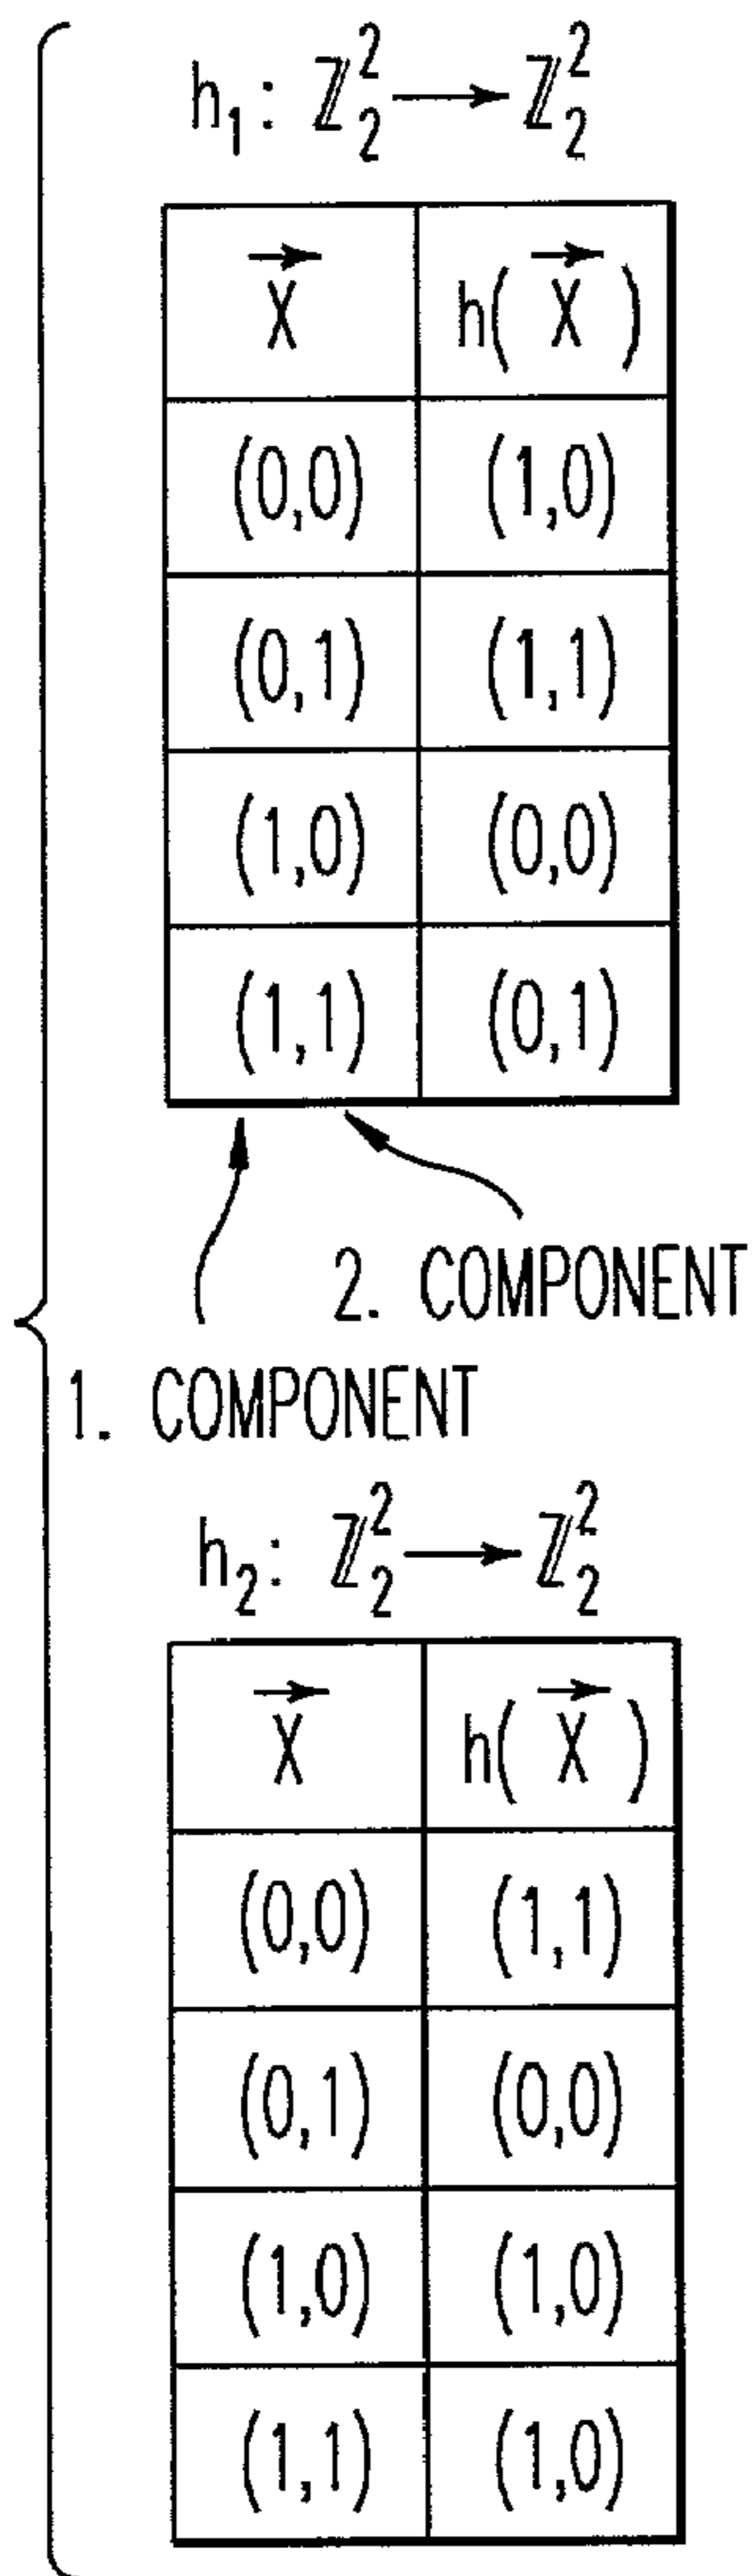 h₁: ℤ₂² → ℤ₂²
X⃗ h( X⃗ )
(0,0) (1,0)
(0,1) (1,1)
(1,0) (0,0)
(1,1) (0,1)
2. COMPONENT
1. COMPONENT
h₂: ℤ₂² → ℤ₂²
X⃗ h( X⃗ )
(0,0) (1,1)
(0,1) (0,0)
(1,0) (1,0)
(1,1) (1,0)